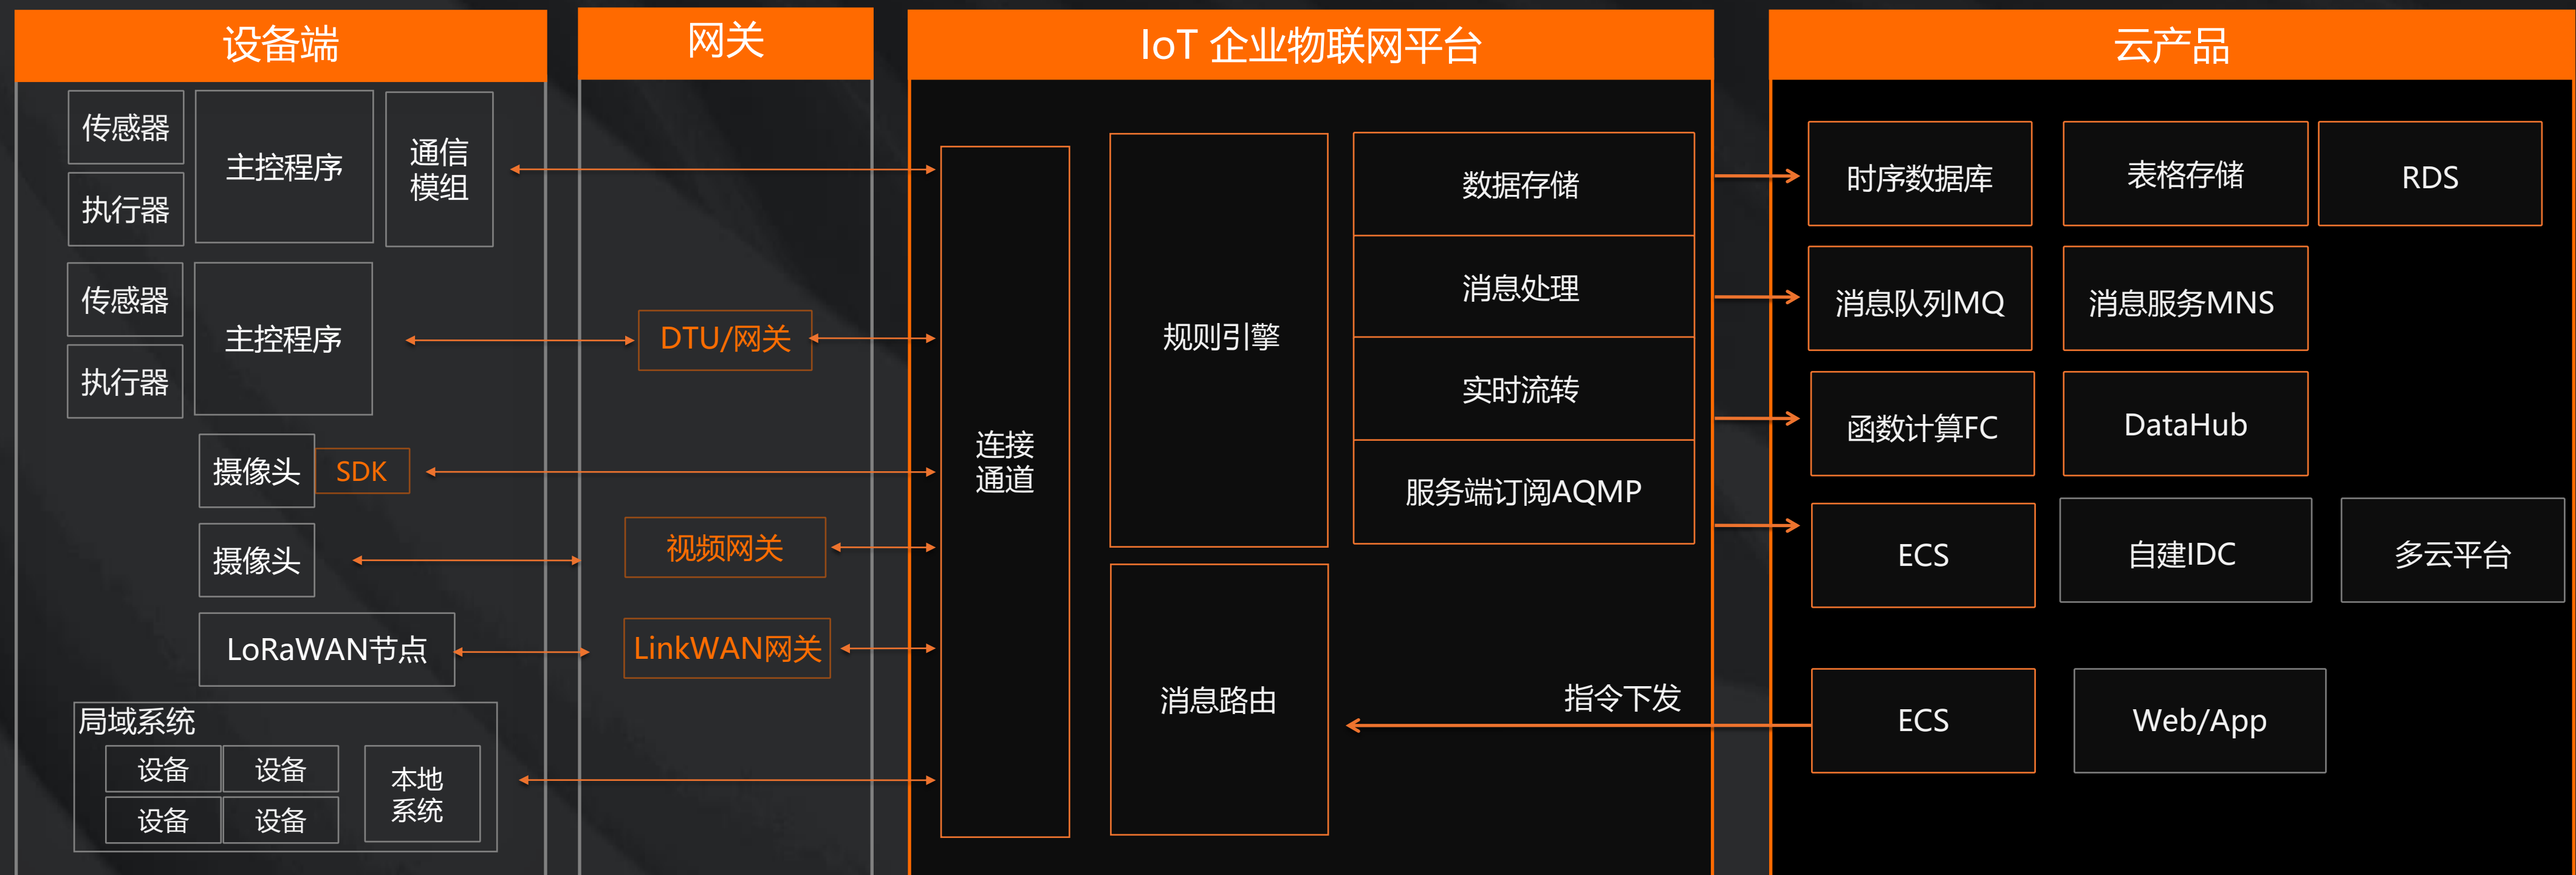 设备端
传感器
执行器
主控程序
通信
模组
传感器
执行器
主控程序
摄像头
SDK
摄像头
LoRaWAN节点
局域系统
设备
设备
设备
设备
本地
系统
网关
DTU/网关
视频网关
LinkWAN网关
IoT 企业物联网平台
连接
通道
规则引擎
数据存储
消息处理
实时流转
服务端订阅AQMP
消息路由
指令下发
云产品
时序数据库
表格存储
RDS
消息队列MQ
消息服务MNS
函数计算FC
DataHub
ECS
自建IDC
多云平台
ECS
Web/App